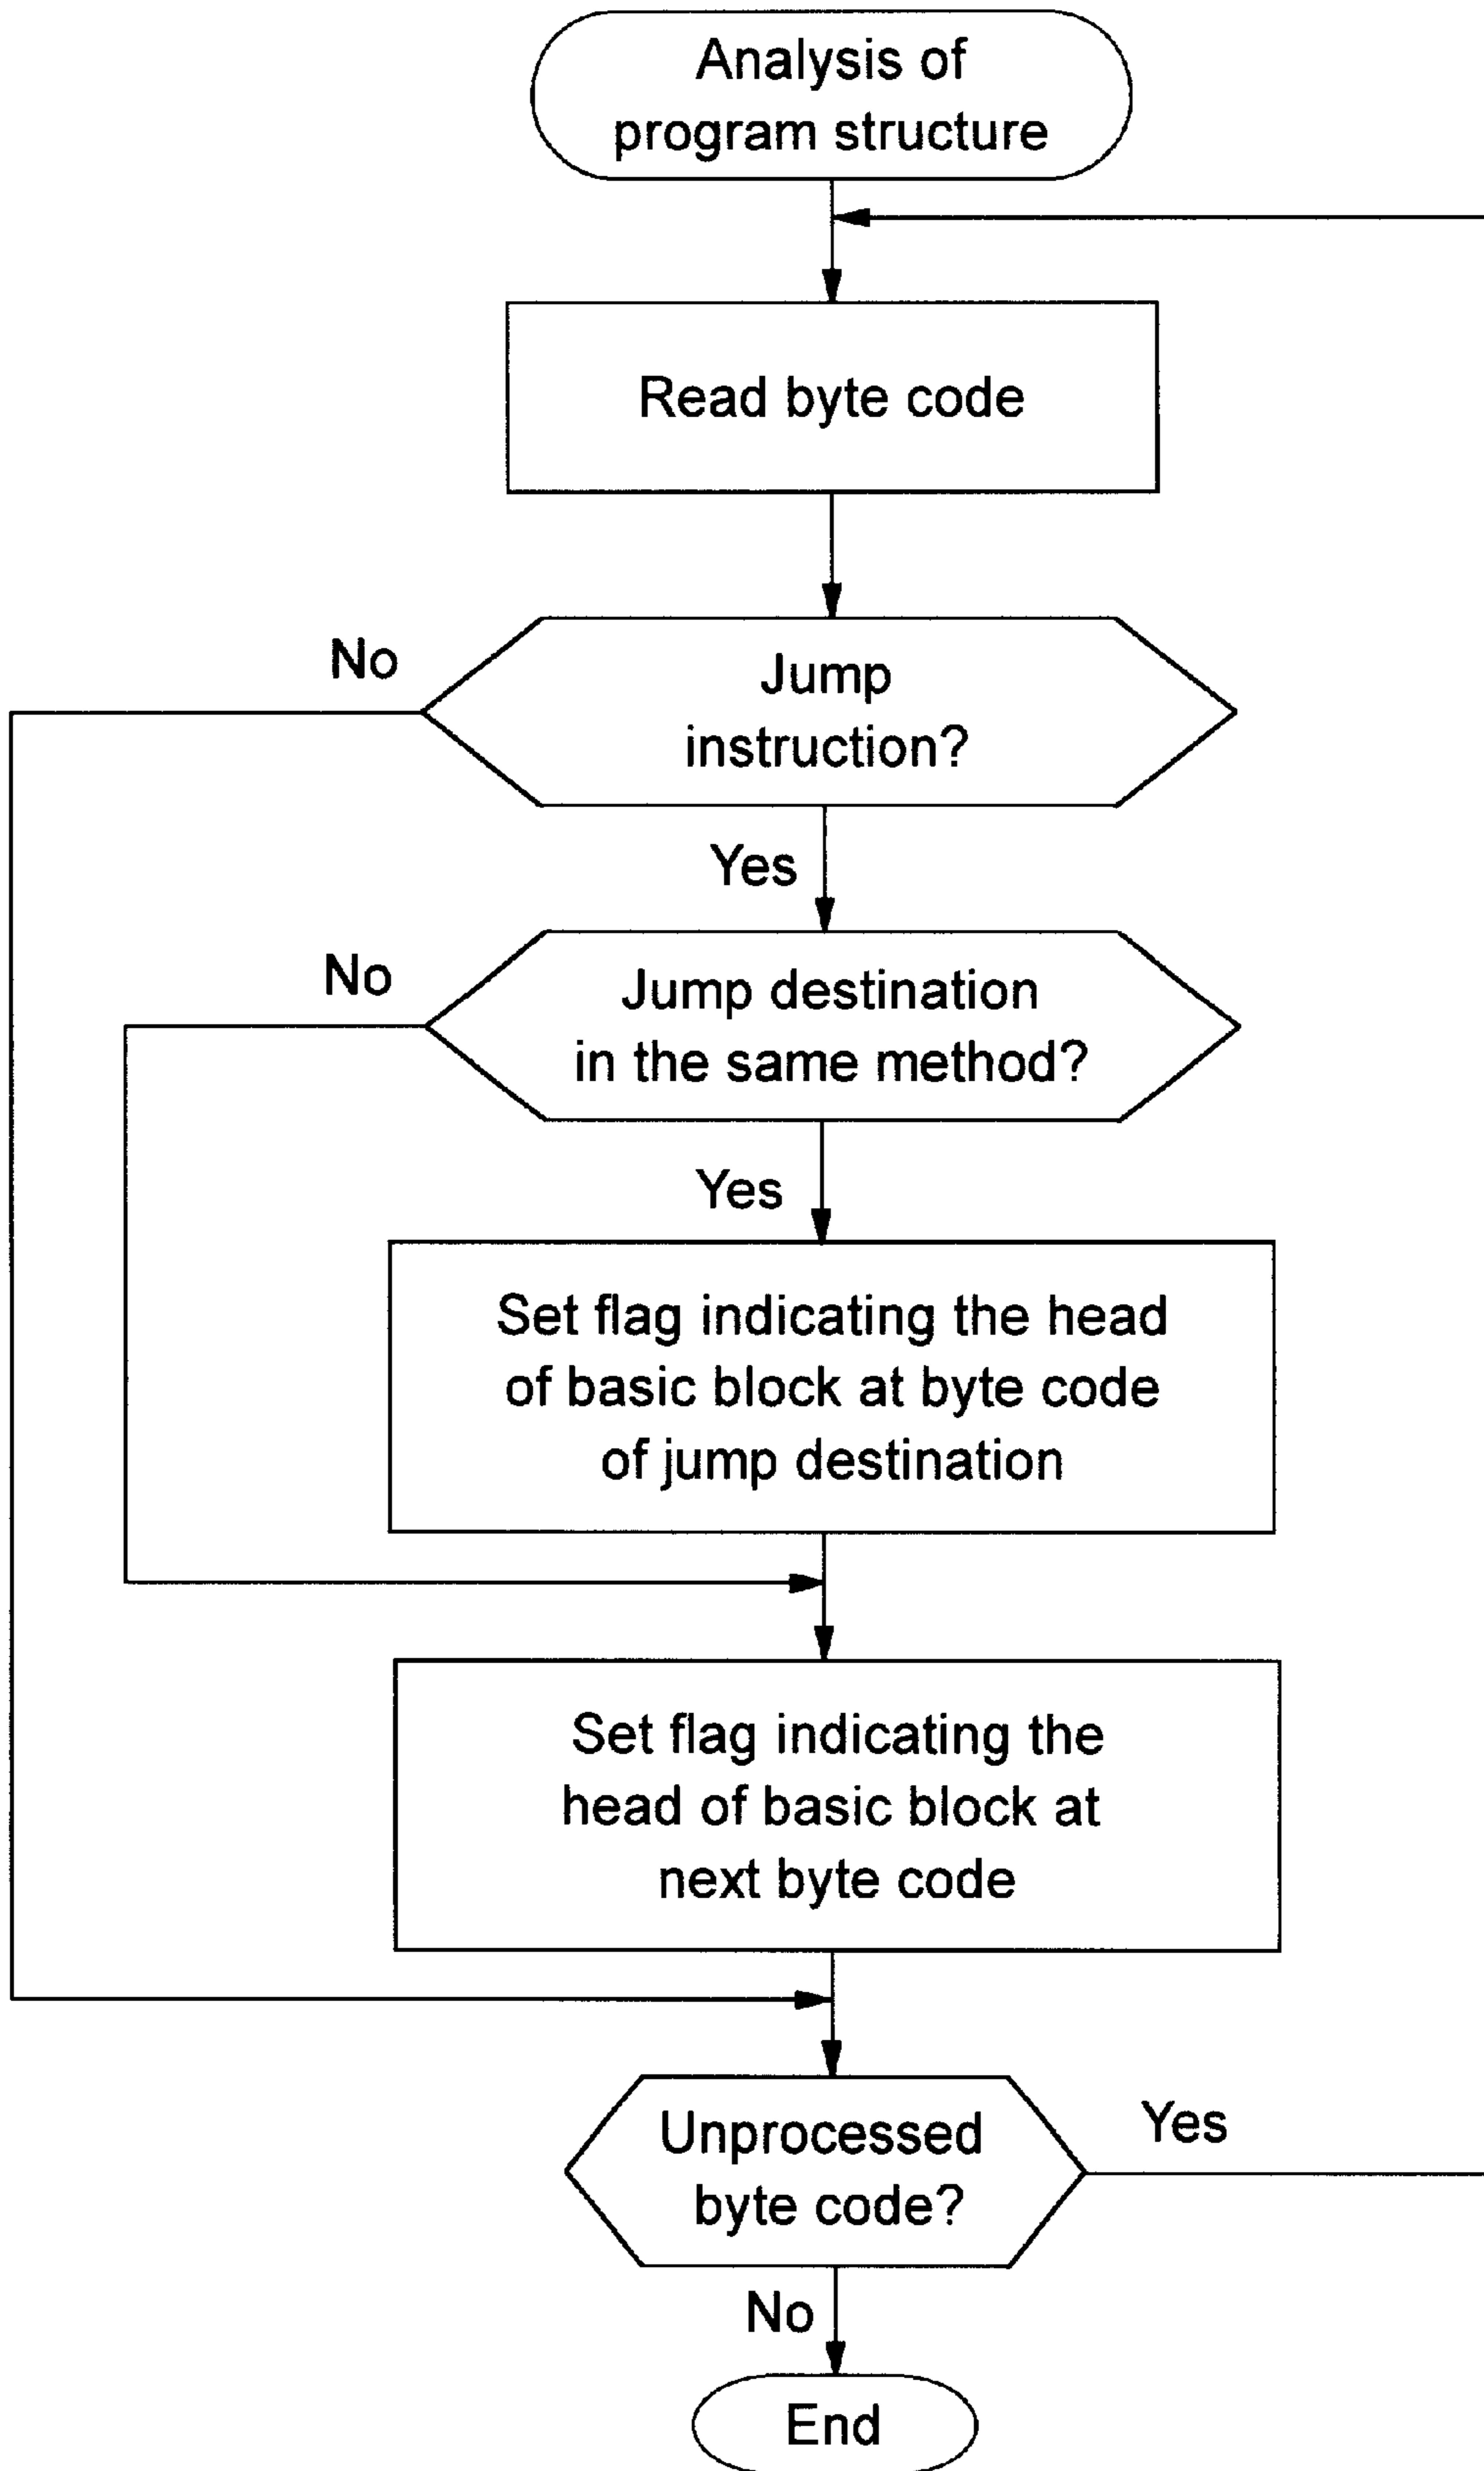 Analysis of
program structure
Read byte code
No
Jump
instruction?
Yes
No
Jump destination
in the same method?
Yes
Set flag indicating the head
of basic block at byte code
of jump destination
Set flag indicating the
head of basic block at
next byte code
Unprocessed
byte code?
Yes
No
End